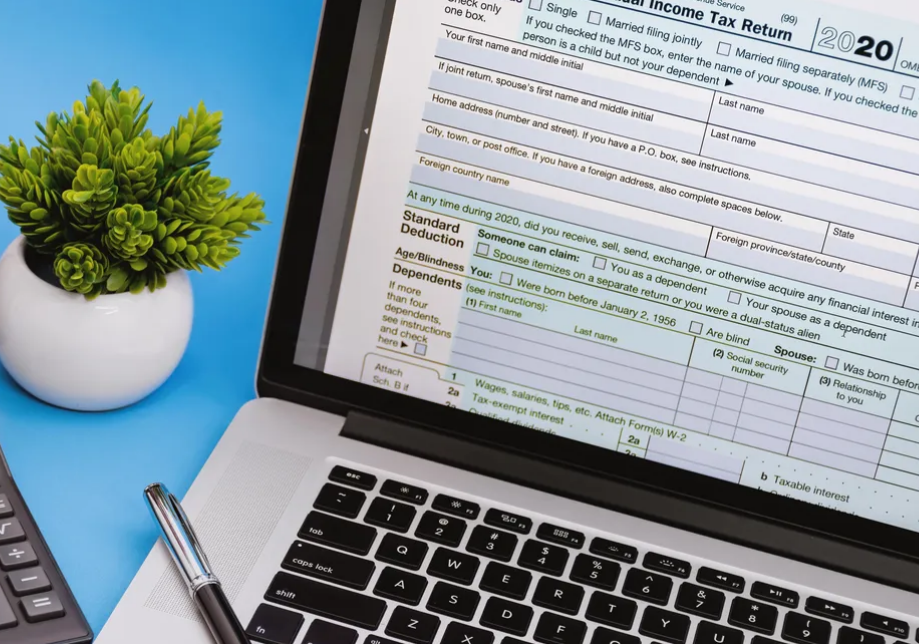 nue Service
al Income Tax Return
(99)
2020
OM
Check only
one box.
Single
Married filing jointly
Married filing separately (MFS)
If you checked the MFS box, enter the name of your spouse. If you checked the
person is a child but not your dependent ▶
Your first name and middle initial
Last name
If joint return, spouse's first name and middle initial
Last name
Home address (number and street). If you have a P.O. box, see instructions.
City, town, or post office. If you have a foreign address, also complete spaces below.
State
Foreign country name
Foreign province/state/county
F
At any time during 2020, did you receive, sell, send, exchange, or otherwise acquire any financial interest i
Standard
Deduction
Someone can claim:
You as a dependent
Your spouse as a dependent
Spouse itemizes on a separate return or you were a dual-status alien
Age/Blindness
You:
Were born before January 2, 1956
Are blind
Spouse:
Was born before
Dependents
(see instructions):
(1) First name
Last name
(2) Social security
number
(3) Relationship
to you
If more
than four
dependents,
see instructions
and check
here ▶
Attach
Sch. B if
1
Wages, salaries, tips, etc. Attach Form(s) W-2
2a
Tax-exempt interest
2a
b Taxable interest
esc
~
!
1
@
2
#
3
$
4
%
5
^
6
&
7
*
8
(
9
)
tab
Q
W
E
R
T
Y
U
caps lock
A
S
D
F
shift
Z
X
fn
alt
√
÷
−
=